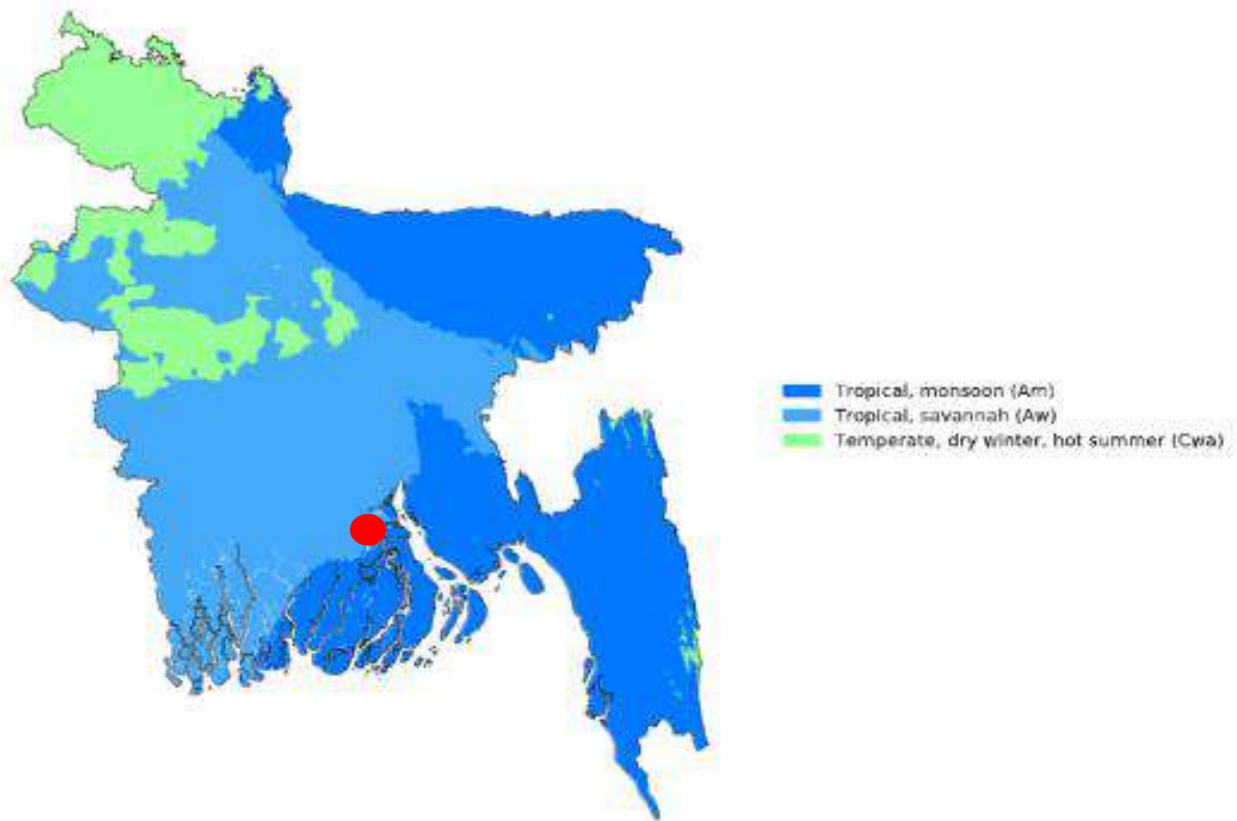 Tropical, monsoon (Am)
Tropical, savannah (Aw)
Temperate, dry winter, hot summer (Cwa)